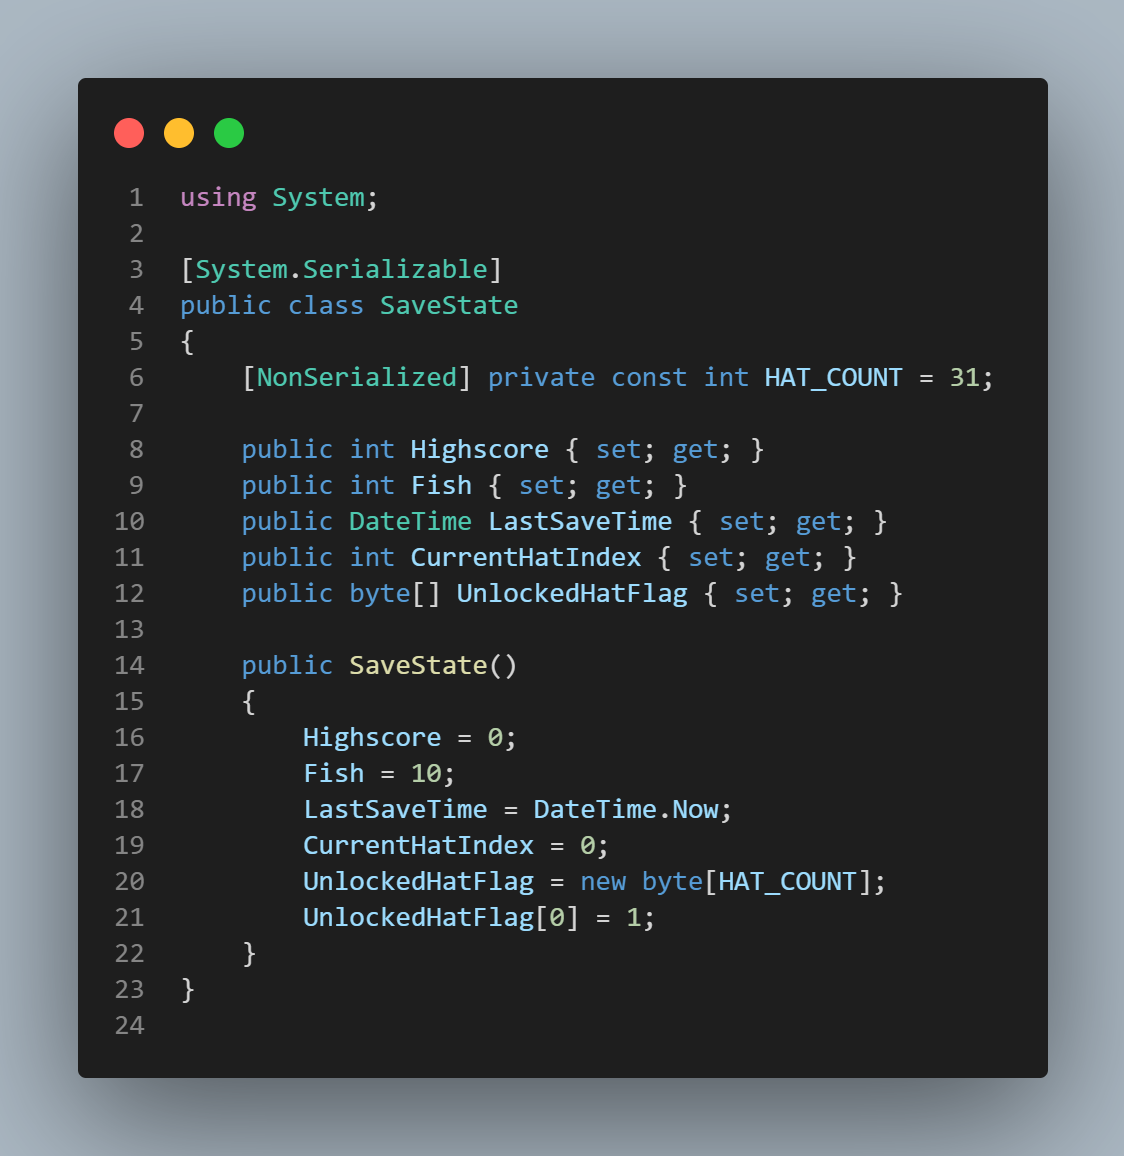 1 using System;
2
3 [System.Serializable]
4 public class SaveState
5 {
6     [NonSerialized] private const int HAT_COUNT = 31;
7
8     public int Highscore { set; get; }
9     public int Fish { set; get; }
10     public DateTime LastSaveTime { set; get; }
11     public int CurrentHatIndex { set; get; }
12     public byte[] UnlockedHatFlag { set; get; }
13
14     public SaveState()
15     {
16         Highscore = 0;
17         Fish = 10;
18         LastSaveTime = DateTime.Now;
19         CurrentHatIndex = 0;
20         UnlockedHatFlag = new byte[HAT_COUNT];
21         UnlockedHatFlag[0] = 1;
22     }
23 }
24